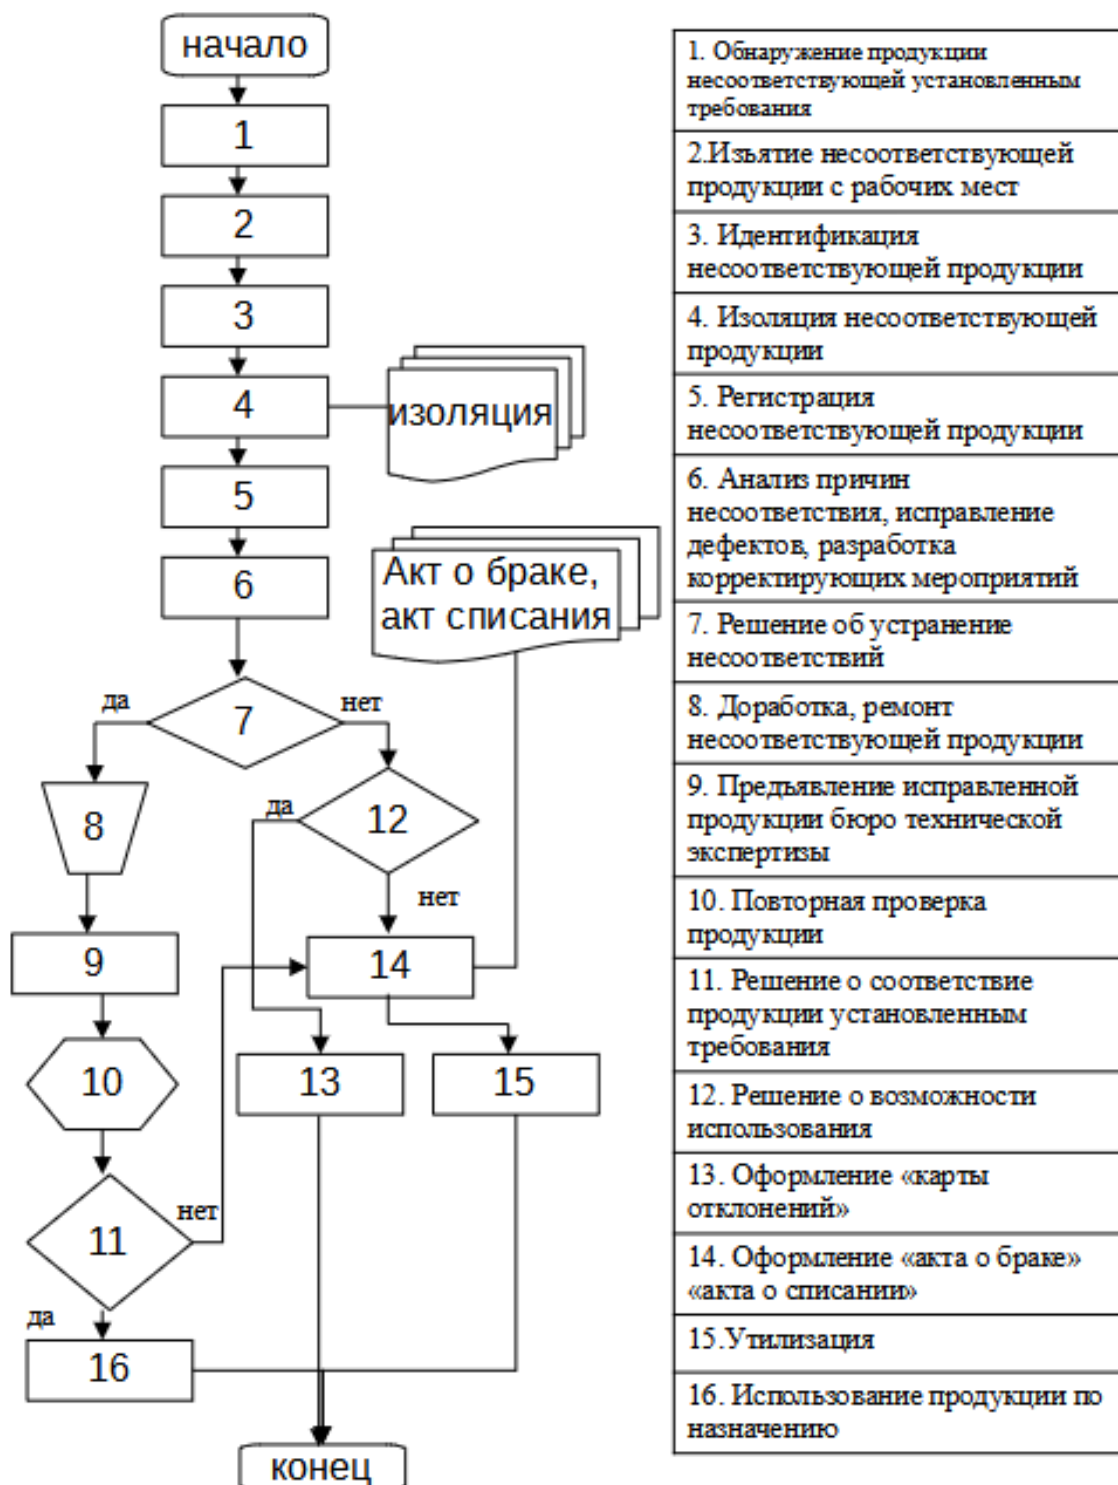 начало
1
2
3
4
изоляция
5
6
Акт о браке,
акт списания
да
7
нет
8
да
12
нет
9
14
10
13
15
11
нет
да
16
конец
1. Обнаружение продукции
несоответствующей установленным
требования
2.Изъятие несоответствующей
продукции с рабочих мест
3. Идентификация
несоответствующей продукции
4. Изоляция несоответствующей
продукции
5. Регистрация
несоответствующей продукции
6. Анализ причин
несоответствия, исправление
дефектов, разработка
корректирующих мероприятий
7. Решение об устранение
несоответствий
8. Доработка, ремонт
несоответствующей продукции
9. Предъявление исправленной
продукции бюро технической
экспертизы
10. Повторная проверка
продукции
11. Решение о соответствие
продукции установленным
требования
12. Решение о возможности
использования
13. Оформление «карты
отклонений»
14. Оформление «акта о браке»
«акта о списании»
15.Утилизация
16. Использование продукции по
назначению